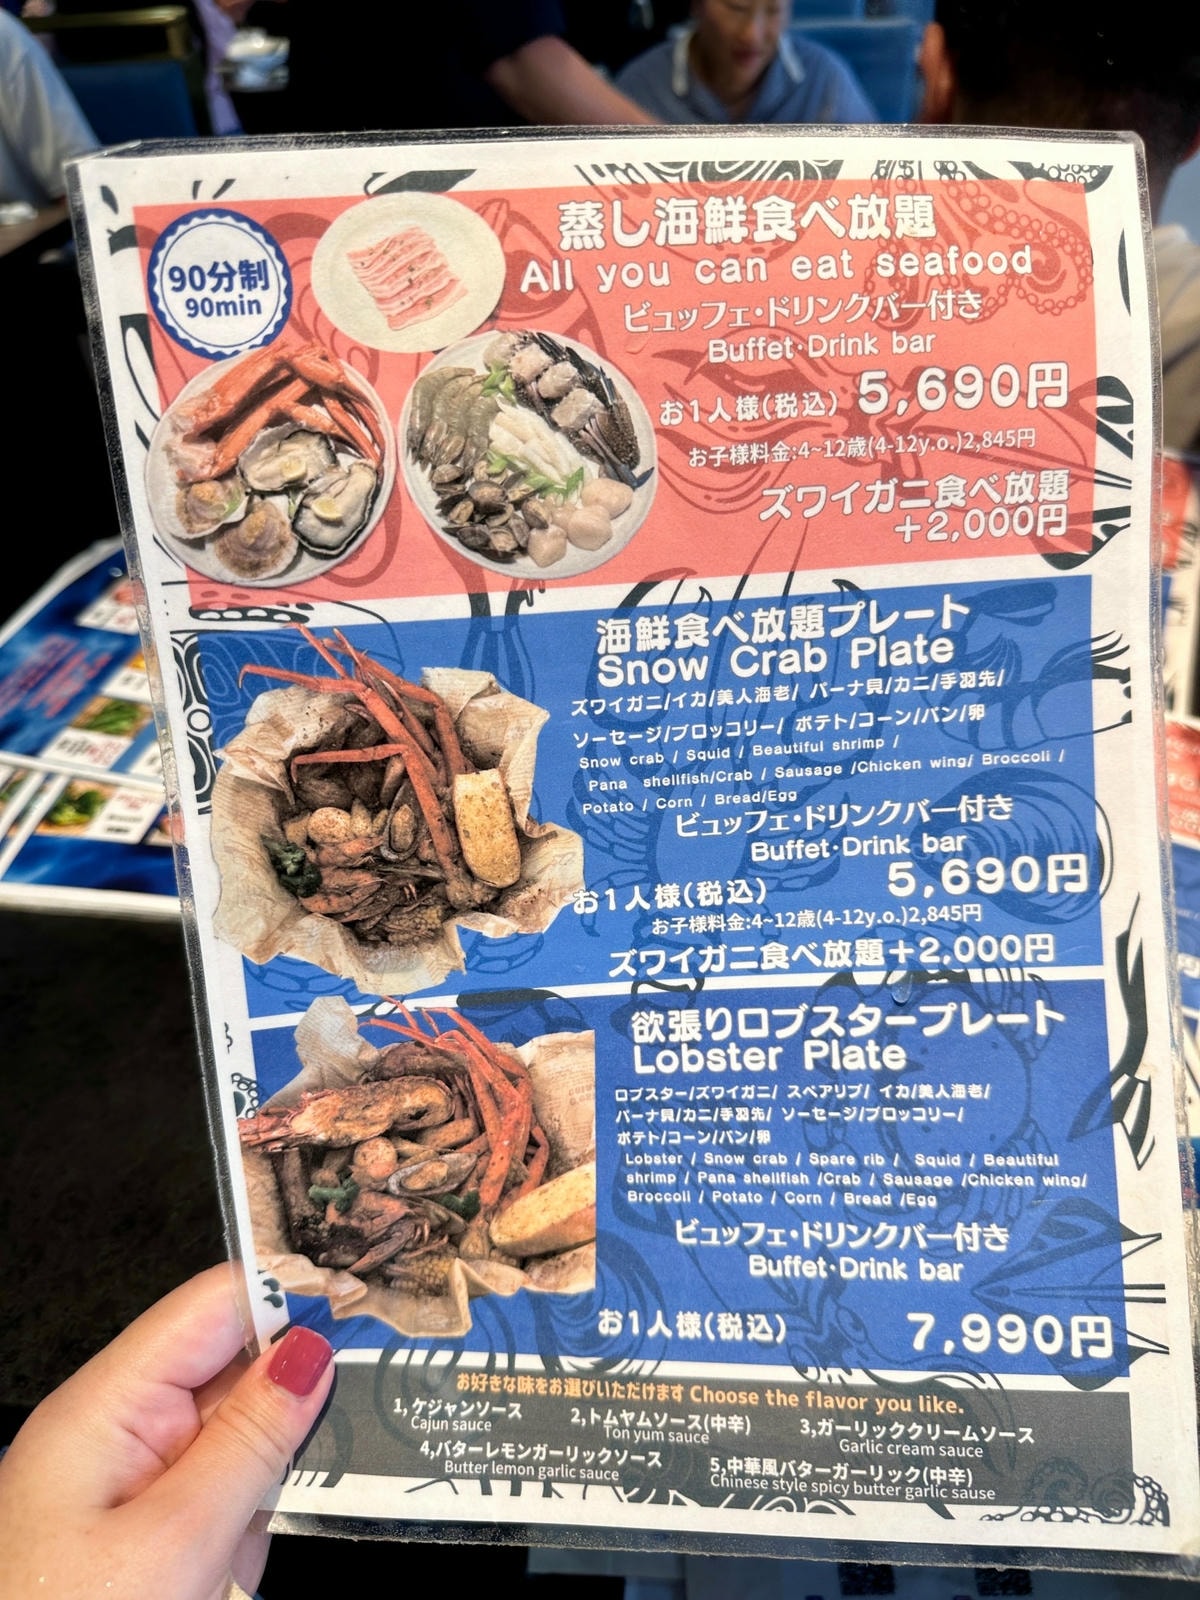 90分制
90min
蒸し海鮮食べ放題
All you can eat seafood
ビュッフェ・ドリンクバー付き
Buffet・Drink bar
お1人様(税込) 5,690円
お子様料金:4~12歳(4-12y.o.)2,845円
ズワイガニ食べ放題
+2,000円
海鮮食べ放題プレート
Snow Crab Plate
ズワイガニ/イカ/美人海老/ パーナ貝/カニ/手羽先/
ソーセージ/ブロッコリー/ ポテト/コーン/パン/卵
Snow crab / Squid / Beautiful shrimp /
Pana shellfish/Crab / Sausage /Chicken wing/ Broccoli /
Potato / Corn / Bread/Egg
ビュッフェ・ドリンクバー付き
Buffet・Drink bar
お1人様(税込) 5,690円
お子様料金:4~12歳(4-12y.o.)2,845円
ズワイガニ食べ放題+2,000円
欲張りロブスタープレート
Lobster Plate
ロブスター/ズワイガニ/ スペアリブ/ イカ/美人海老/
パーナ貝/カニ/手羽先/ ソーセージ/ブロッコリー/
ポテト/コーン/パン/卵
Lobster / Snow crab / Spare rib / Squid / Beautiful
shrimp / Pana shellfish /Crab / Sausage /Chicken wing/
Broccoli / Potato / Corn / Bread /Egg
ビュッフェ・ドリンクバー付き
Buffet・Drink bar
お1人様(税込) 7,990円
お好きな味をお選びいただけます Choose the flavor you like.
1,ケジャンソース 2,トムヤムソース(中辛) 3,ガーリッククリームソース
Cajun sauce Ton yum sauce Garlic cream sauce
4,バターレモンガーリックソース 5,中華風バターガーリック(中辛)
Butter lemon garlic sauce Chinese style spicy butter garlic sause